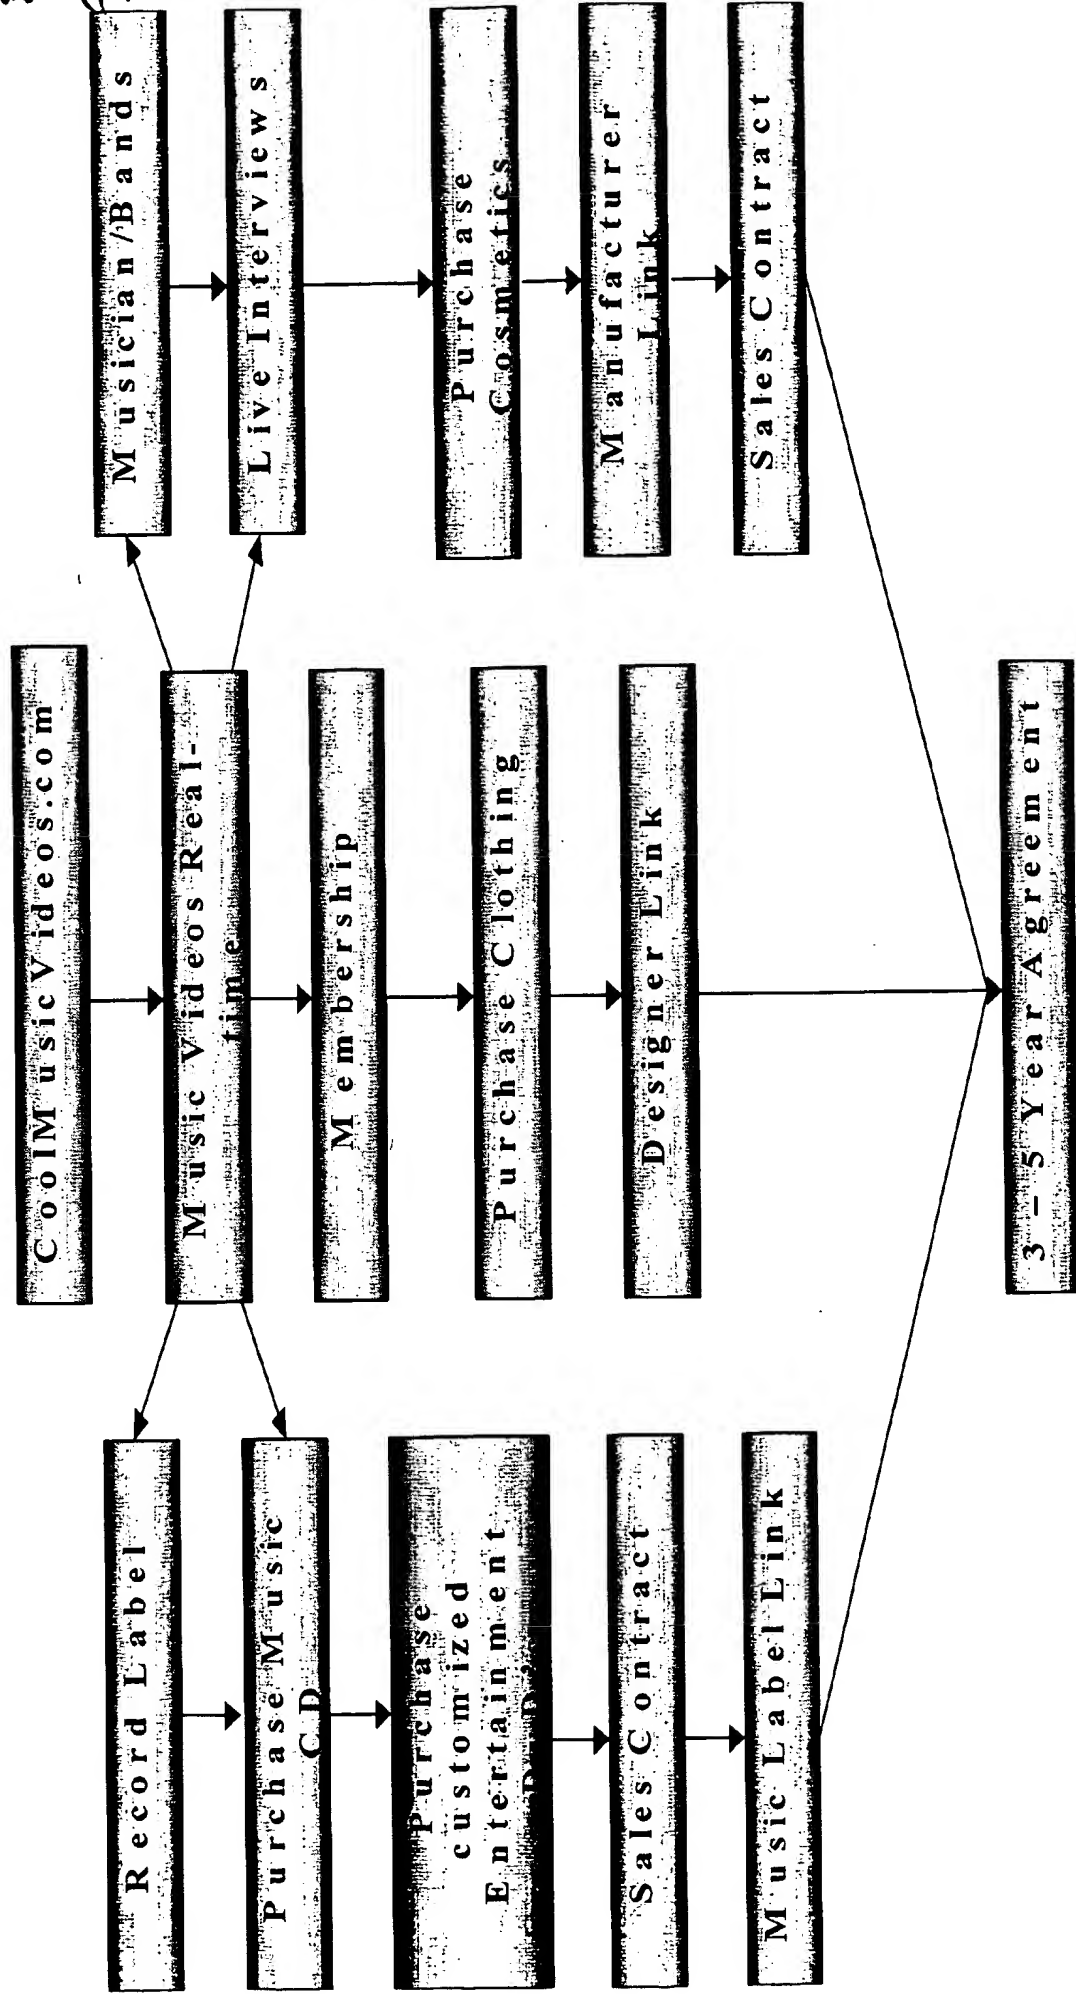 CoolMusicVideos.com
Music Videos Real-
time
Record Label
Musician/Bands
Purchase Music
CD
Live Interviews
Membership
Purchase
customized
Entertainment
Purchase
Cosmetics
Purchase Clothing
Sales Contract
Manufacturer
Link
Designer Link
Music Label Link
Sales Contract
3 – 5 Year Agreement